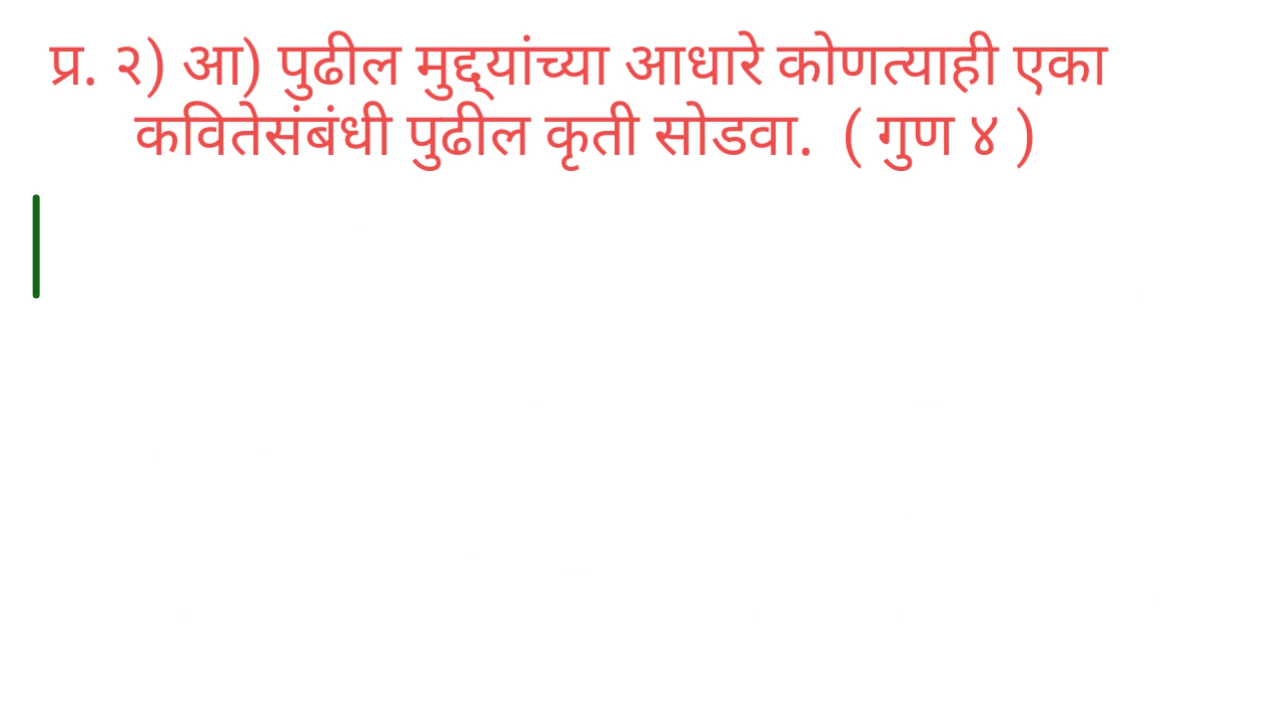 प्र. २) आ) पुढील मुद्द्यांच्या आधारे कोणत्याही एका
कवितेसंबंधी पुढील कृती सोडवा. ( गुण ४ )